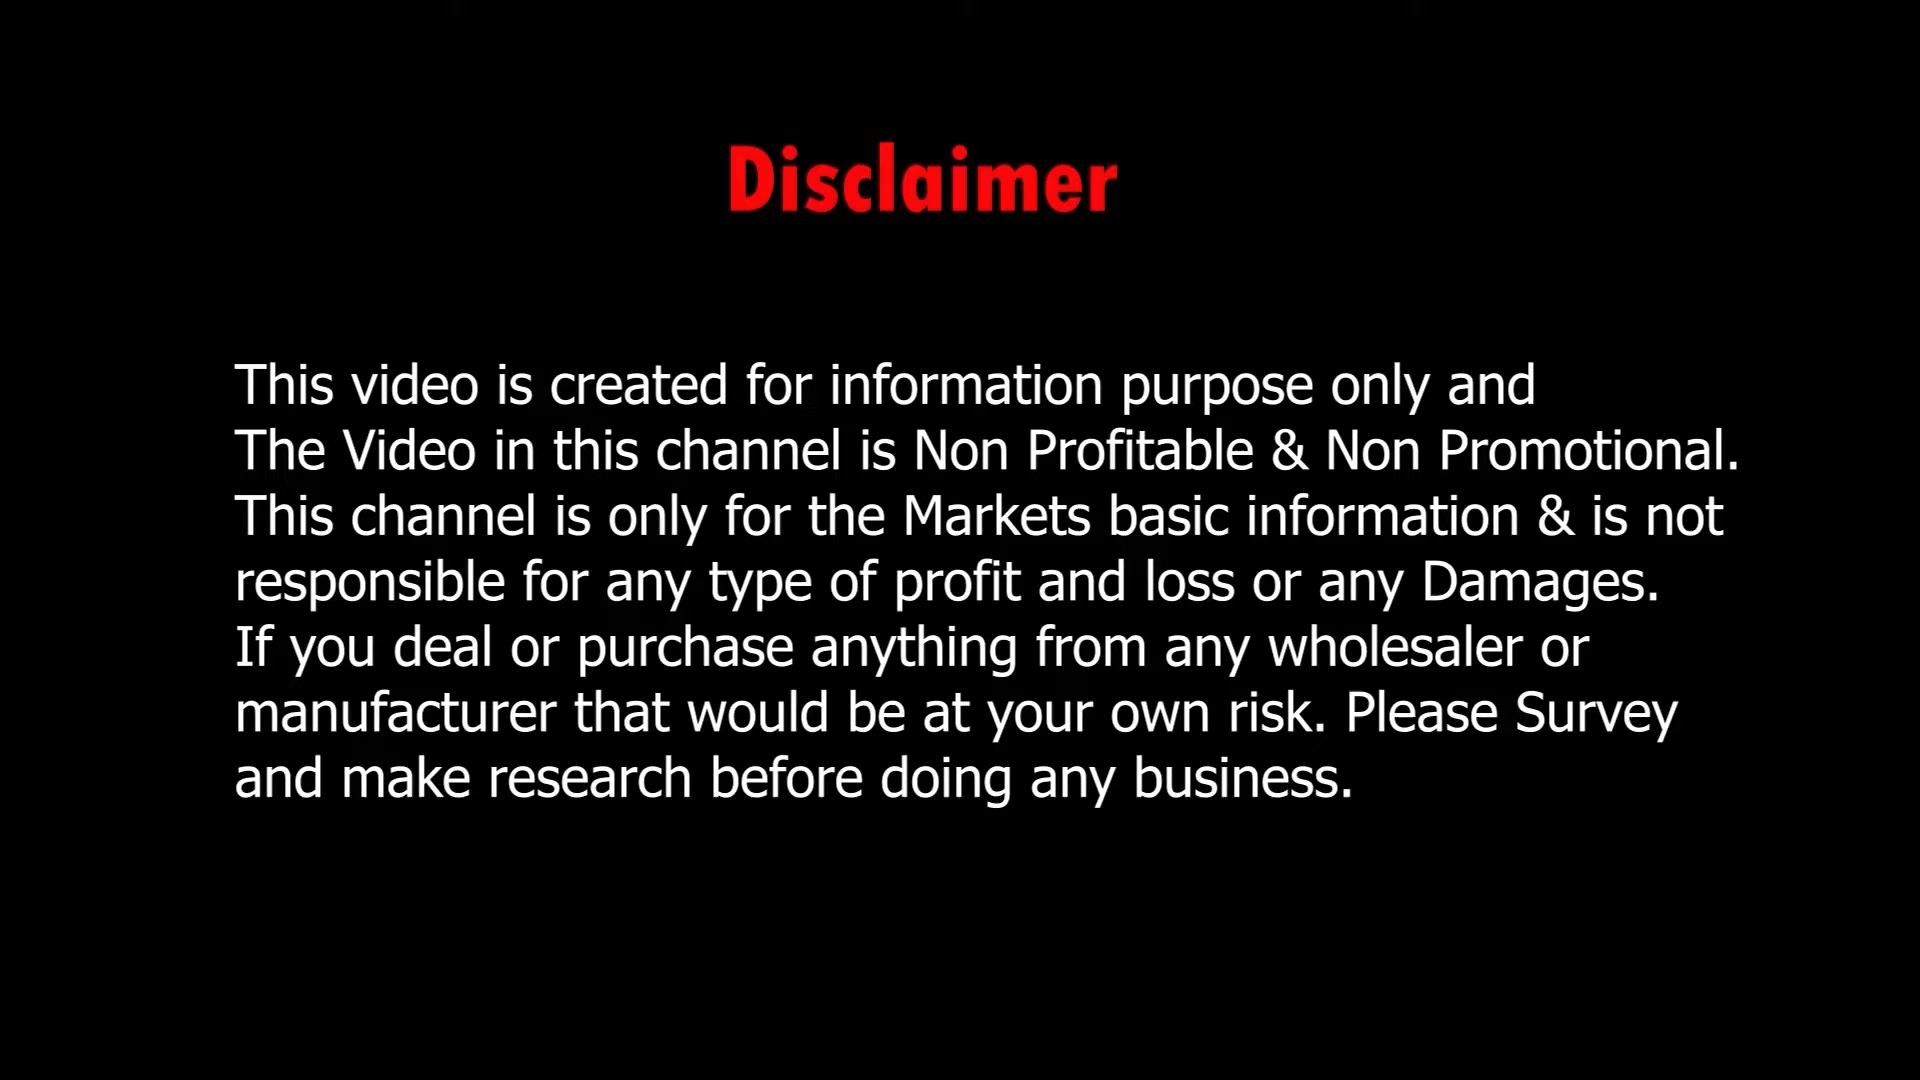 Disclaimer
This video is created for information purpose only and
The Video in this channel is Non Profitable & Non Promotional.
This channel is only for the Markets basic information & is not
responsible for any type of profit and loss or any Damages.
If you deal or purchase anything from any wholesaler or
manufacturer that would be at your own risk. Please Survey
and make research before doing any business.